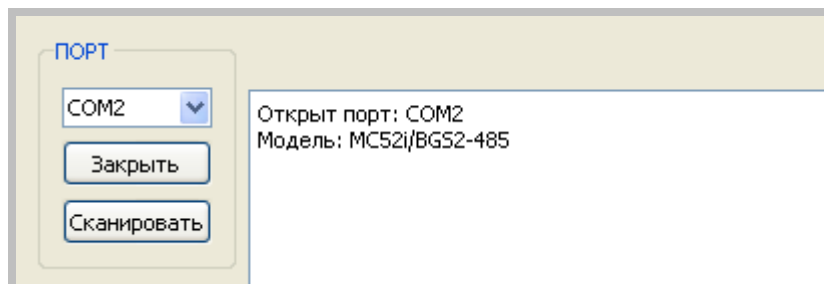 ПОРТ
COM2
Закрыть
Сканировать
Открыт порт: COM2
Модель: MC52i/BGS2-485